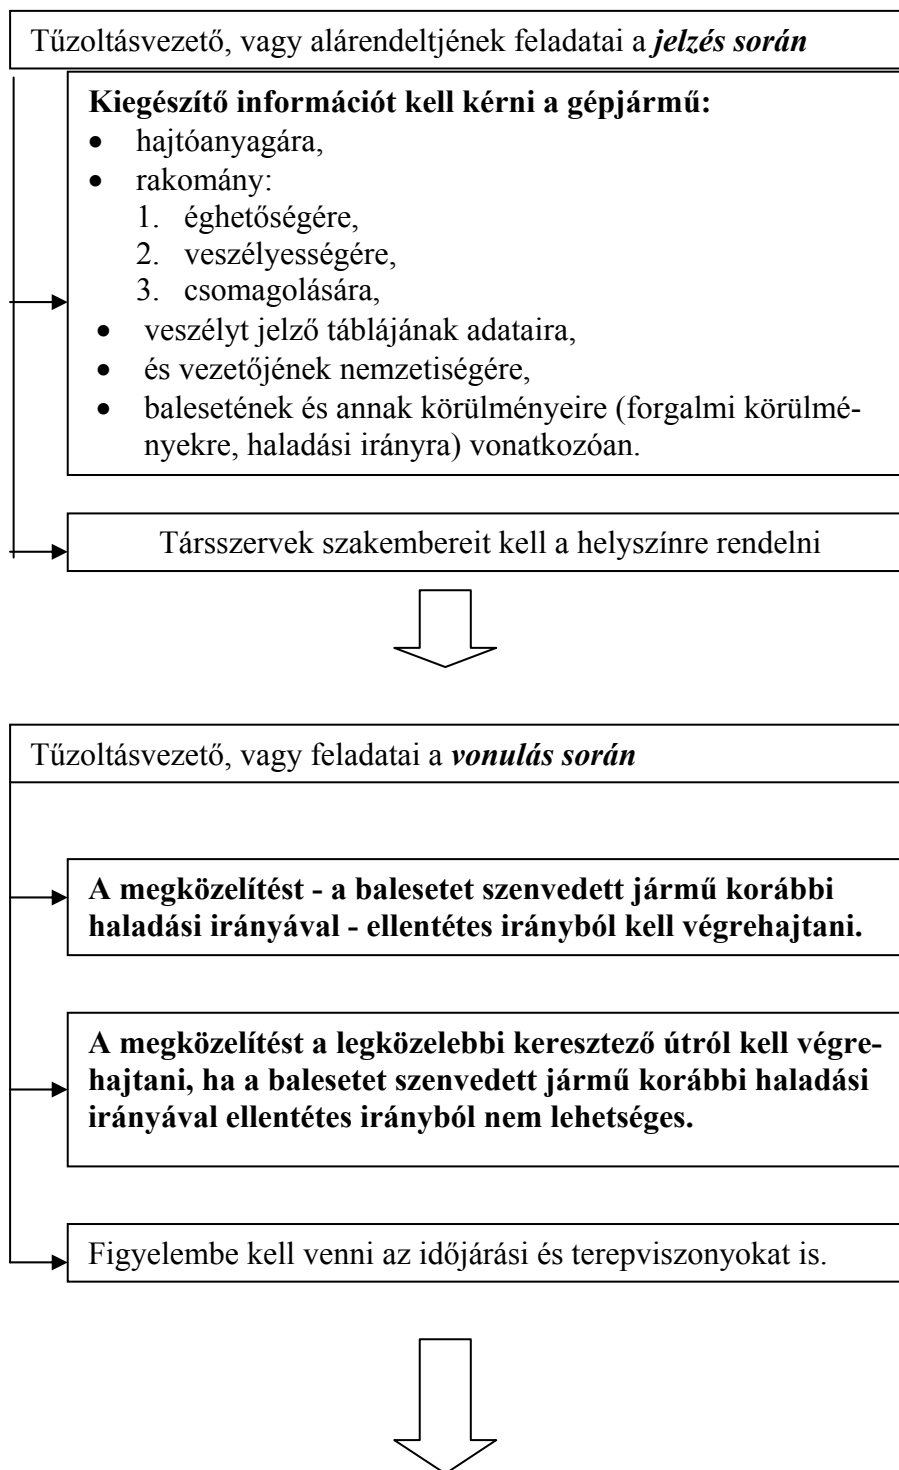 Tűzoltásvezető, vagy alárendeltjének feladatai a jelzés során
Kiegészítő információt kell kérni a gépjármű:
• hajtóanyagára,
• rakomány:
1. éghetőségére,
2. veszélyességére,
3. csomagolására,
• veszélyt jelző táblájának adataira,
• és vezetőjének nemzetiségére,
• balesetének és annak körülményeire (forgalmi körülmé-
nyekre, haladási irányra) vonatkozóan.
Társszervek szakembereit kell a helyszínre rendelni
Tűzoltásvezető, vagy feladatai a vonulás során
A megközelítést - a balesetet szenvedett jármű korábbi
haladási irányával - ellentétes irányból kell végrehajtani.
A megközelítést a legközelebbi keresztező útról kell végre-
hajtani, ha a balesetet szenvedett jármű korábbi haladási
irányával ellentétes irányból nem lehetséges.
Figyelembe kell venni az időjárási és terepviszonyokat is.